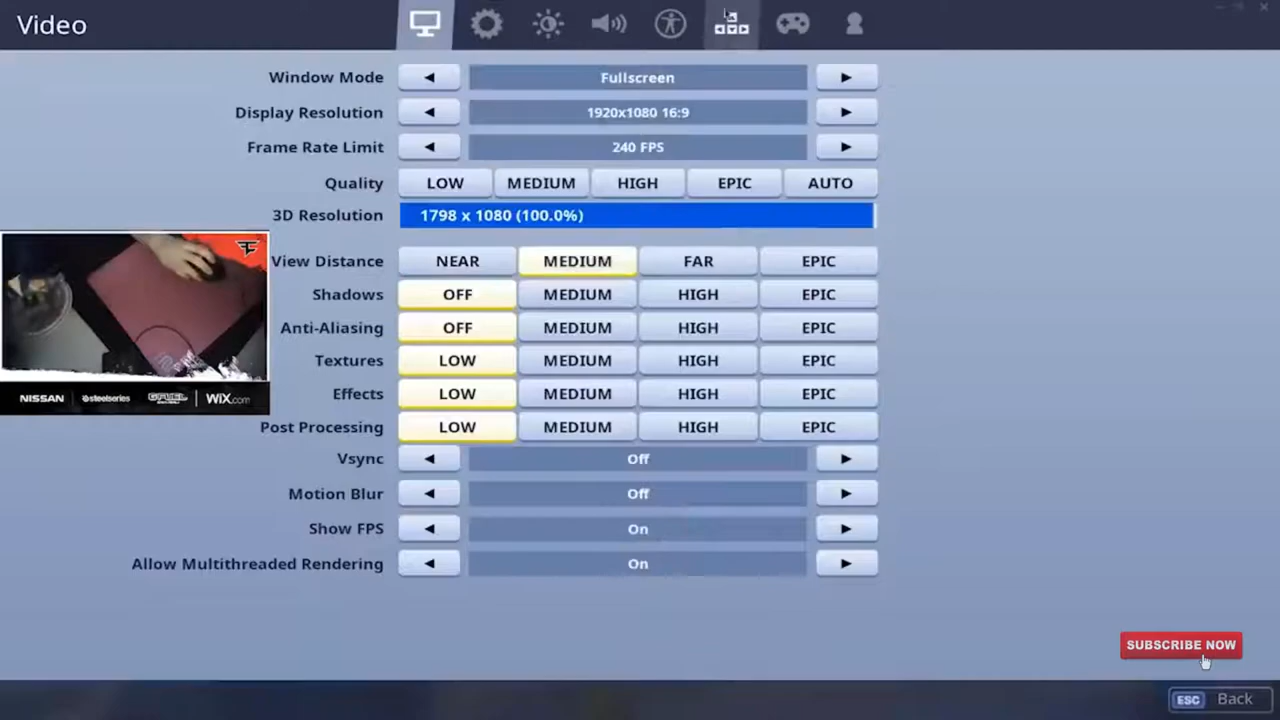 Video
Window Mode ◄ Fullscreen ►
Display Resolution ◄ 1920x1080 16:9 ►
Frame Rate Limit ◄ 240 FPS ►
Quality LOW MEDIUM HIGH EPIC AUTO
3D Resolution 1798 x 1080 (100.0%)
View Distance NEAR MEDIUM FAR EPIC
Shadows OFF MEDIUM HIGH EPIC
Anti-Aliasing OFF MEDIUM HIGH EPIC
Textures LOW MEDIUM HIGH EPIC
Effects LOW MEDIUM HIGH EPIC
NISSAN steelseries GFUEL WiX.com
Post Processing LOW MEDIUM HIGH EPIC
Vsync ◄ Off ►
Motion Blur ◄ Off ►
Show FPS ◄ On ►
Allow Multithreaded Rendering ◄ On ►
SUBSCRIBE NOW
ESC Back